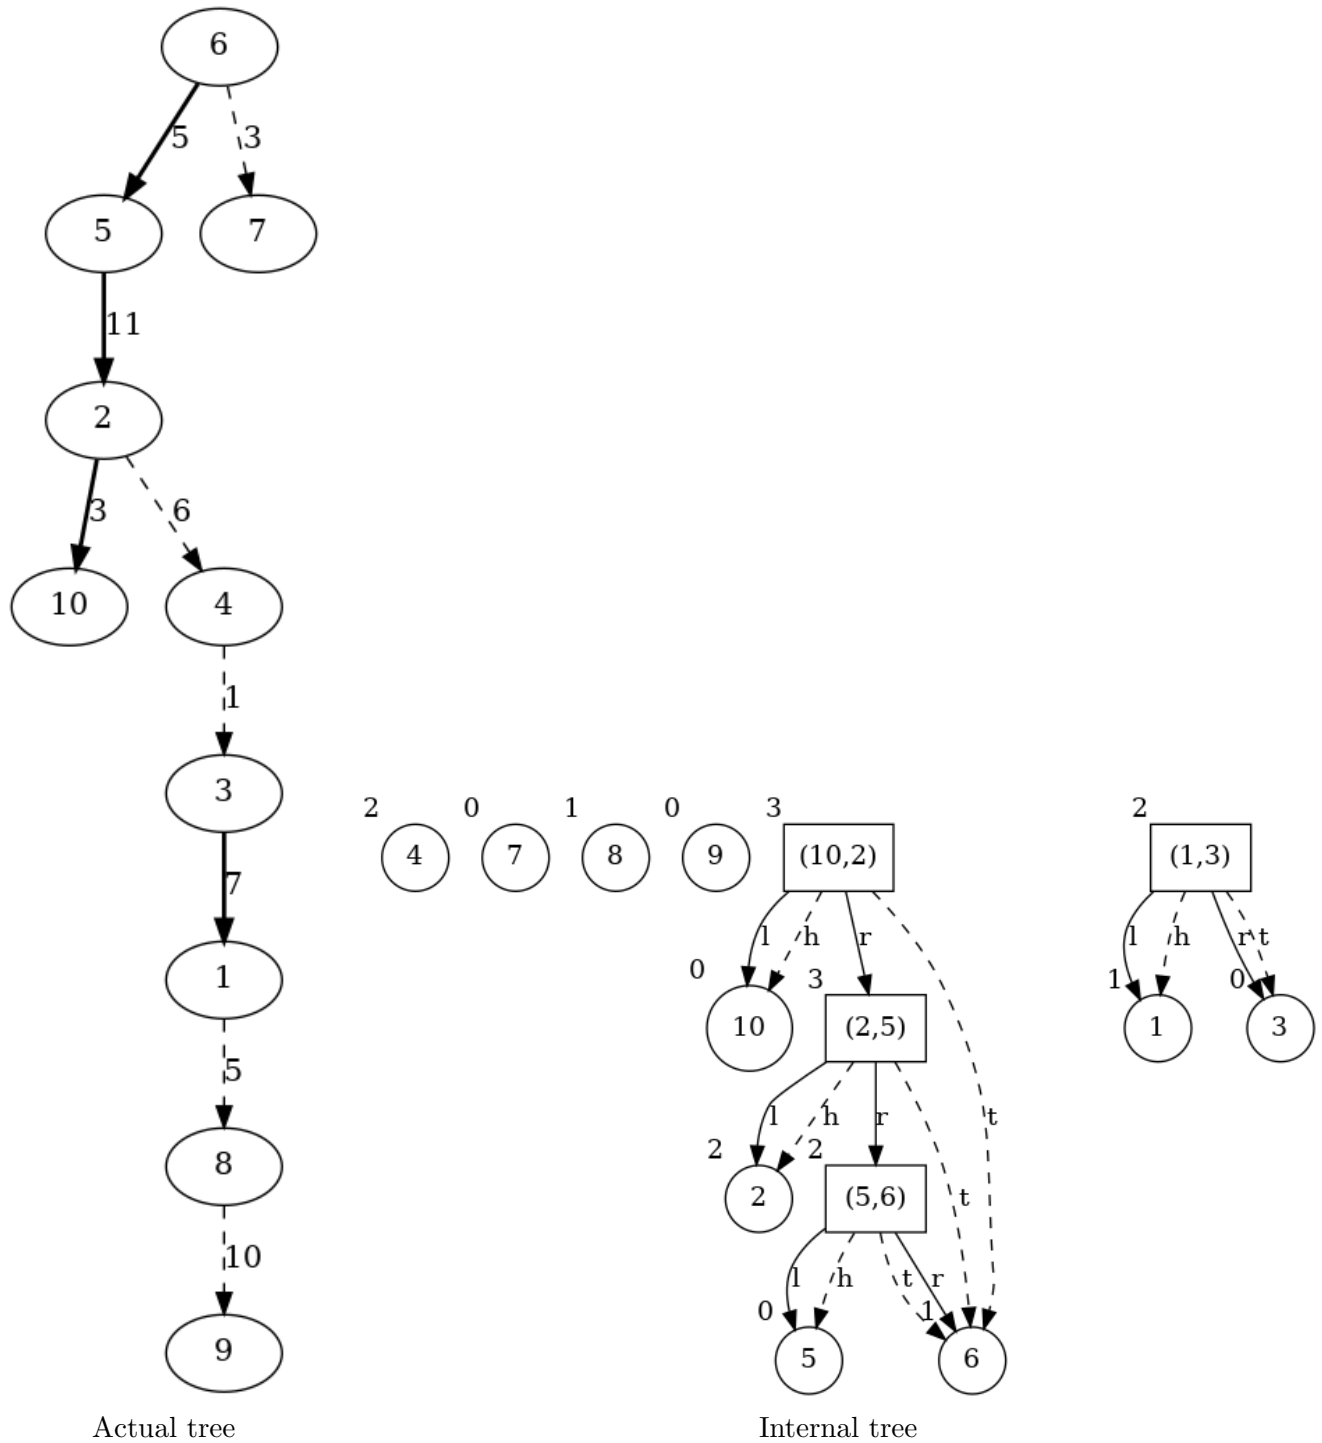 6
5 3
5 7
11
2
3 6
10 4
1
3
2 0 1 0 3 2
4 7 8 9 (10,2) (1,3)
7
l h r l h r t
1
0 3 1 0
10 (2,5) 1 3
5
l h r t
2 2
8
2 (5,6) t
10
l h t r
0 1
9
5 6
Actual tree Internal tree